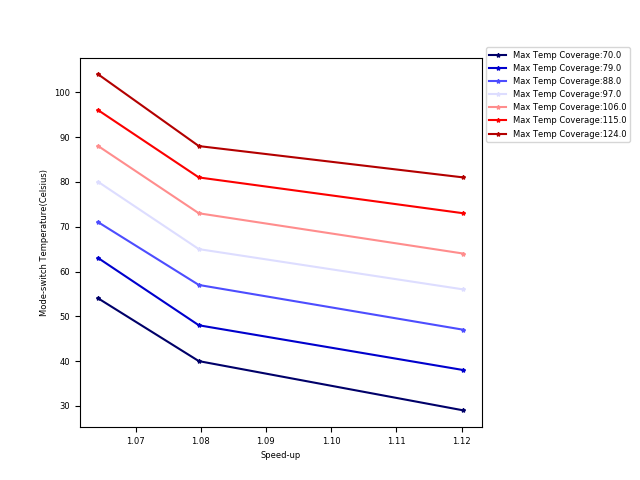 Max Temp Coverage:70.0
Max Temp Coverage:79.0
Max Temp Coverage:88.0
Max Temp Coverage:97.0
Max Temp Coverage:106.0
Max Temp Coverage:115.0
Max Temp Coverage:124.0
100
90
80
70
60
50
40
30
Mode-switch Temperature(Celsius)
1.07 1.08 1.09 1.10 1.11 1.12
Speed-up